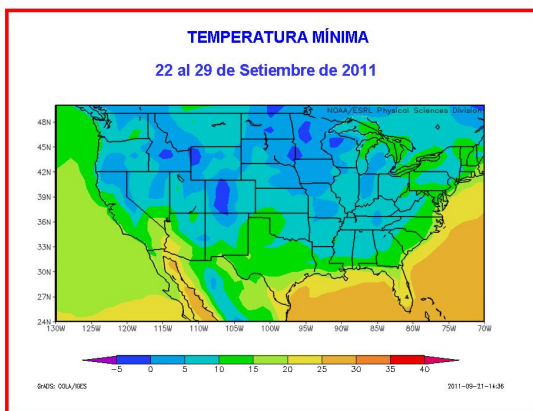 TEMPERATURA MÍNIMA
22 al 29 de Setiembre de 2011
NOAA/ESRL Physical Sciences Division
48N
45N
42N
39N
36N
33N
30N
27N
24N
130W 125W 120W 115W 110W 105W 100W 95W 90W 85W 80W 75W 70W
-5 0 5 10 15 20 25 30 35 40
GrADS: COLA/IGES 2011-09-21-14:36